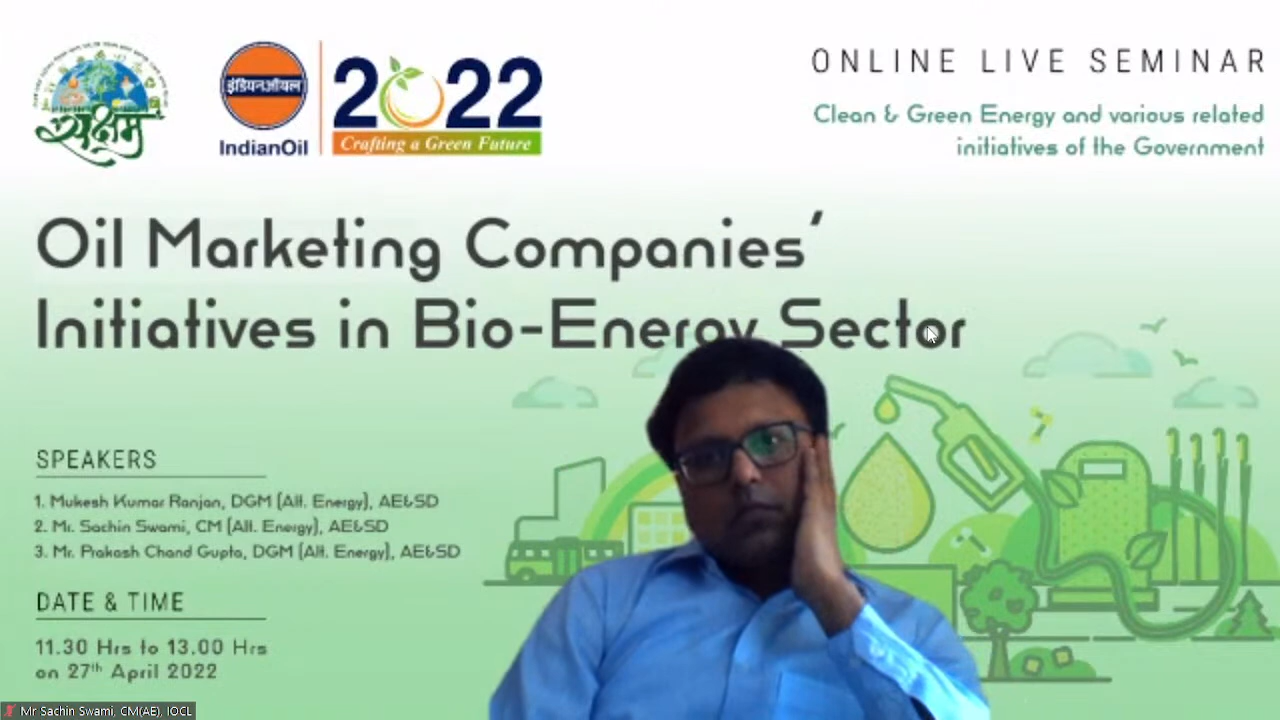 सक्षम
इंडियनऑयल
IndianOil
2022
Crafting a Green Future
ONLINE LIVE SEMINAR
Clean & Green Energy and various related
initiatives of the Government
Oil Marketing Companies'
Initiatives in Bio-Energy Sector
SPEAKERS
1. Mukesh Kumar Ranjan, DGM (Alt. Energy), AE&SD
2. Mr. Sachin Swami, CM (Alt. Energy), AE&SD
3. Mr. Prakash Chand Gupta, DGM (Alt. Energy), AE&SD
DATE & TIME
11.30 Hrs to 13.00 Hrs
on 27th April 2022
Mr Sachin Swami, CM(AE), IOCL